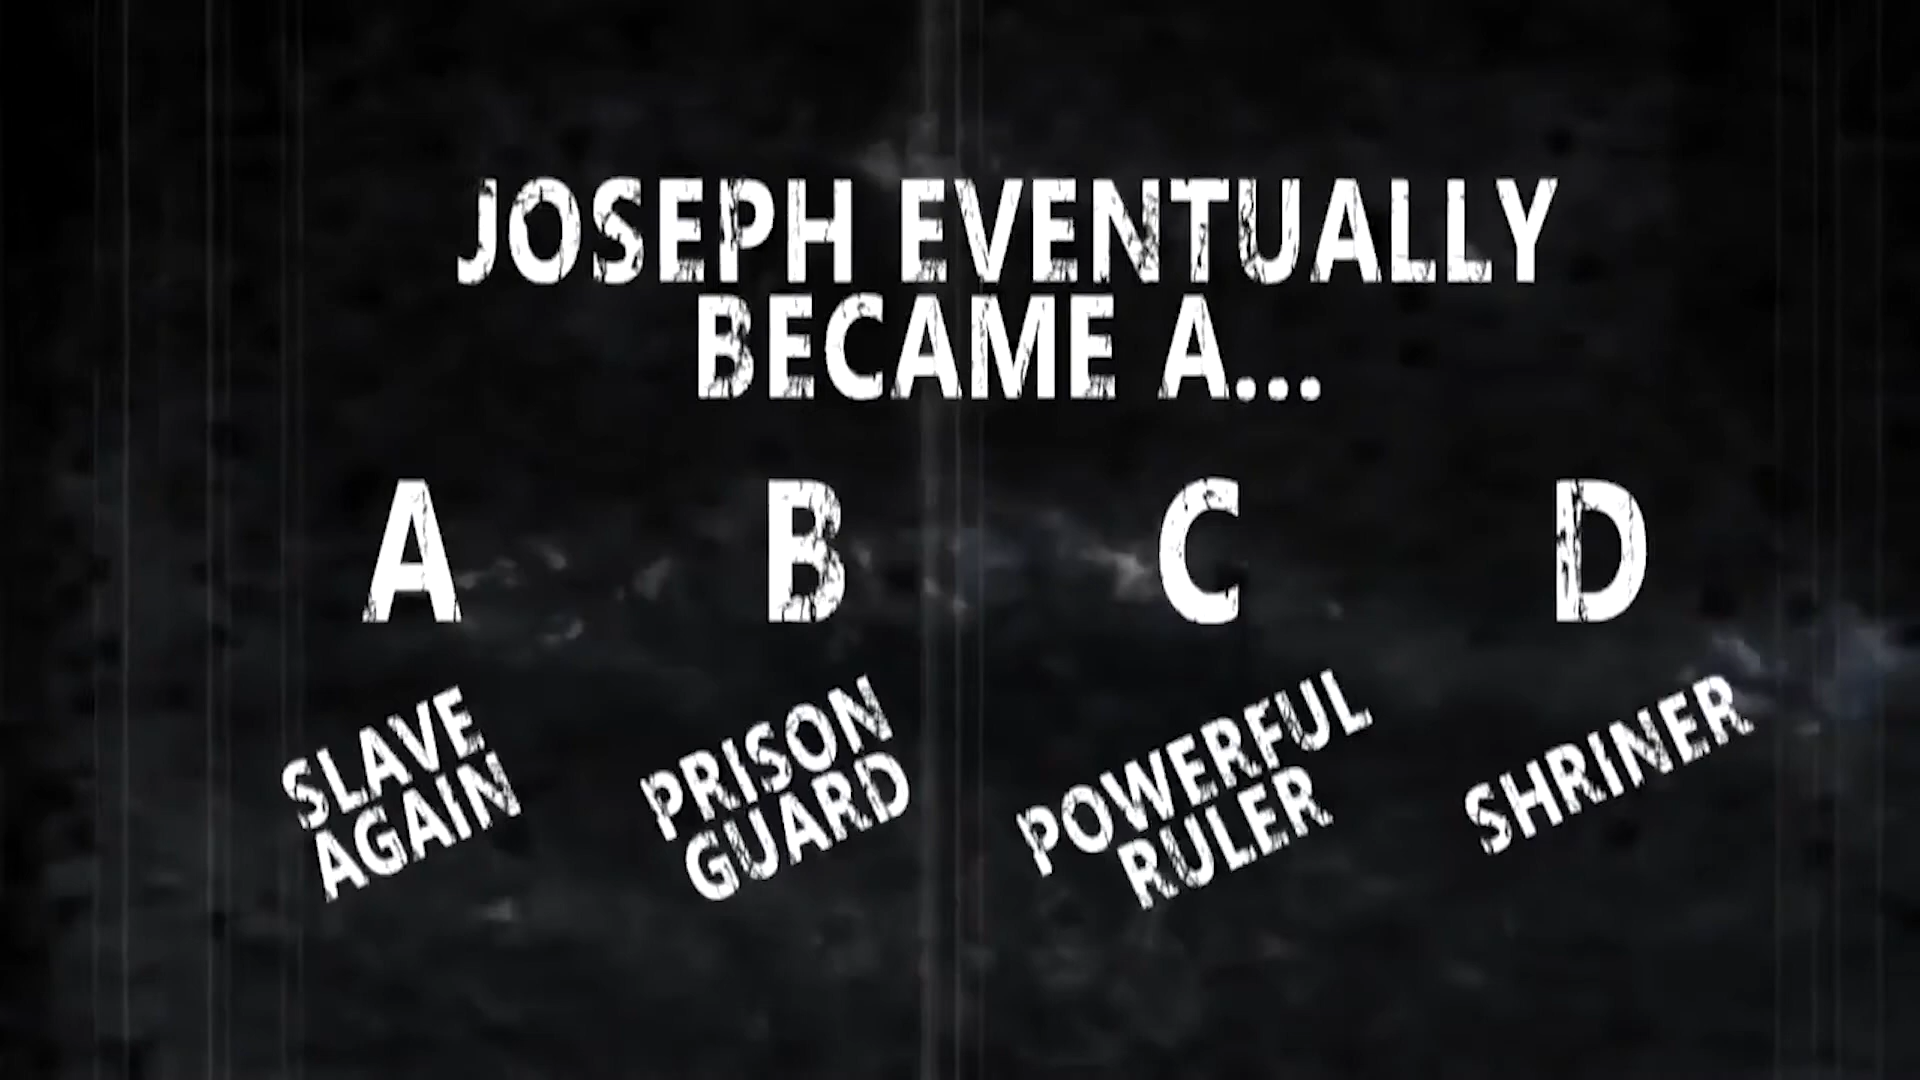 JOSEPH EVENTUALLY
BECAME A...
A
B
C
D
SLAVE
AGAIN
PRISON
GUARD
POWERFUL
RULER
SHRINER